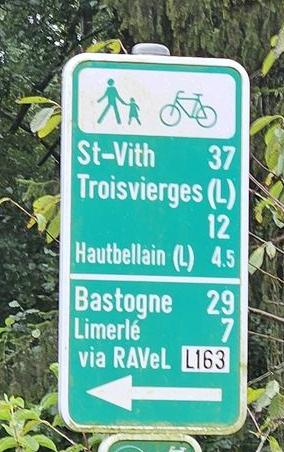 St-Vith 37
Troisvierges (L)
12
Hautbellain (L) 4.5
Bastogne 29
Limerlé 7
via RAVeL L163